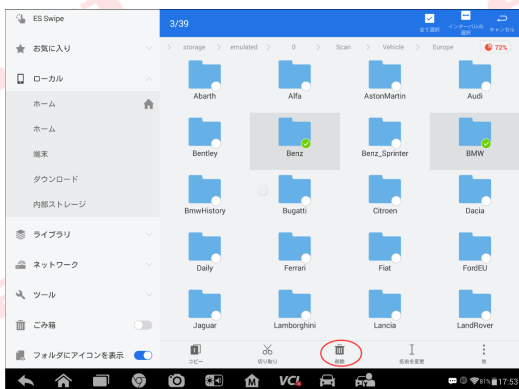 ES Swipe
お気に入り
ローカル
ホーム
ホーム
端末
ダウンロード
内部ストレージ
ライブラリ
ネットワーク
ツール
ごみ箱
フォルダにアイコンを表示
3/39
全て選択
インターバルの
選択
キャンセル
> storage > emulated > 0 > Scan > Vehicle > Europe
72%
Abarth
Alfa
AstonMartin
Audi
Bentley
Benz
Benz_Sprinter
BMW
BmwHistory
Bugatti
Citroen
Dacia
Daily
Ferrari
Fiat
FordEU
Jaguar
Lamborghini
Lancia
LandRover
コピー
切り取り
削除
名前を変更
他
VCI
81%
17:53